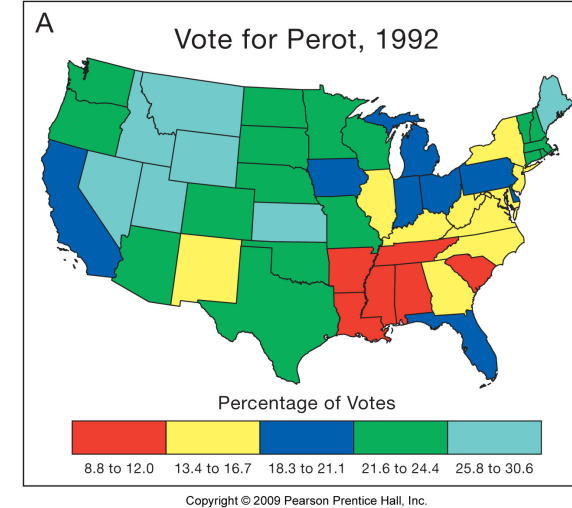 A
Vote for Perot, 1992
Percentage of Votes
8.8 to 12.0 13.4 to 16.7 18.3 to 21.1 21.6 to 24.4 25.8 to 30.6
Copyright © 2009 Pearson Prentice Hall, Inc.